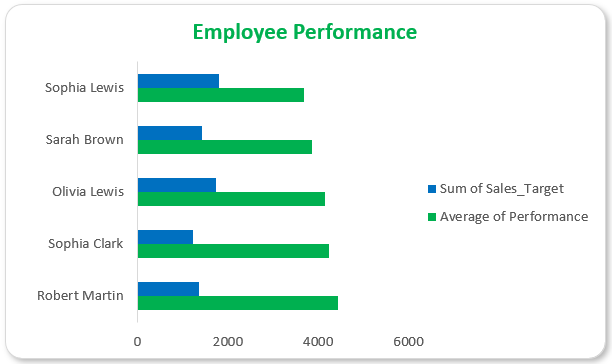 Employee Performance
Sophia Lewis
Sarah Brown
Olivia Lewis
Sophia Clark
Robert Martin
0 2000 4000 6000
Sum of Sales_Target
Average of Performance